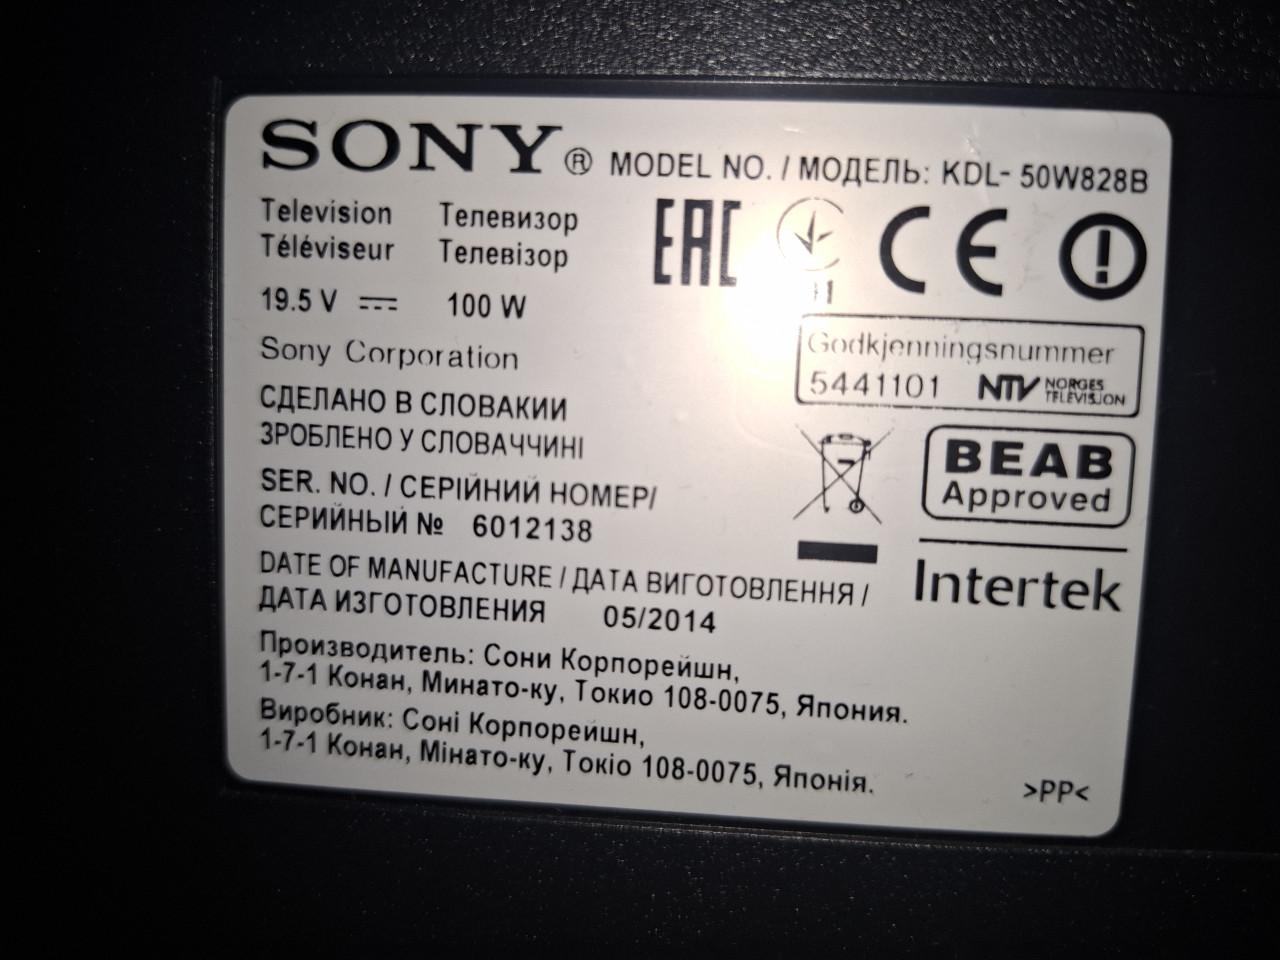 SONY® MODEL NO. / МОДЕЛЬ: KDL- 50W828B
Television Телевизор
Téléviseur Телевізор
19.5 V 100 W
EAC
CE
Sony Corporation
Godkjenningsnummer
5441101 NTV NORGES TELEVISJON
СДЕЛАНО В СЛОВАКИИ
ЗРОБЛЕНО У СЛОВАЧЧИНІ
BEAB
Approved
Intertek
SER. NO. / СЕРІЙНИЙ НОМЕР/
СЕРИЙНЫЙ № 6012138
DATE OF MANUFACTURE / ДАТА ВИГОТОВЛЕННЯ /
ДАТА ИЗГОТОВЛЕНИЯ 05/2014
Производитель: Сони Корпорейшн,
1-7-1 Конан, Минато-ку, Токио 108-0075, Япония.
Виробник: Соні Корпорейшн,
1-7-1 Конан, Мінато-ку, Токіо 108-0075, Японія.
>PP<